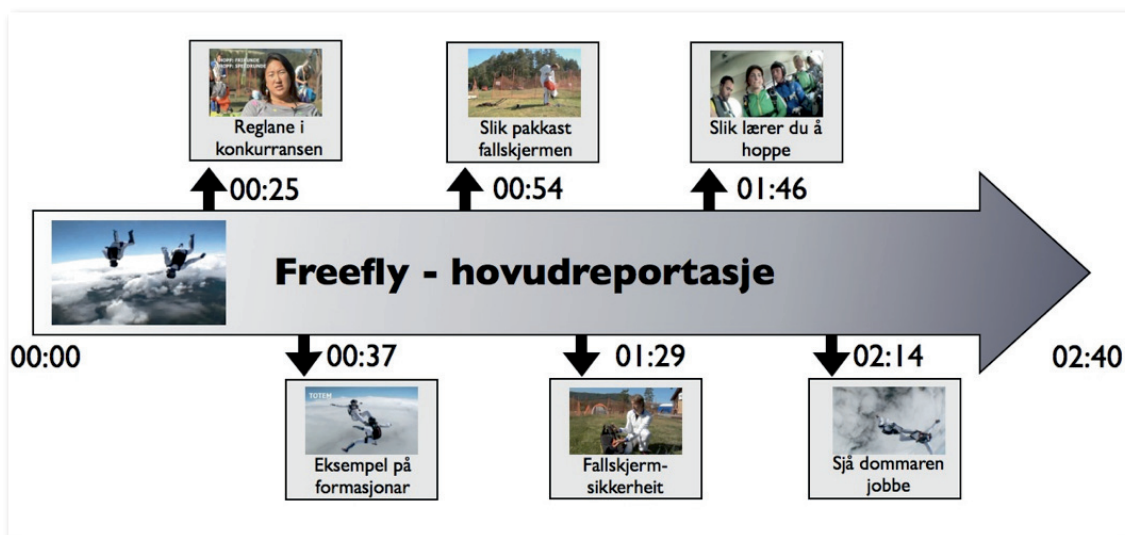 Reglane i
konkurransen
00:25
Slik pakkast
fallskjermen
00:54
Slik lærer du å
hoppe
01:46
Freefly - hovudreportasje
00:00
00:37
01:29
02:14
02:40
TOTEM
Eksempel på
formasjonar
Fallskjerm-
sikkerheit
Sjå dommaren
jobbe